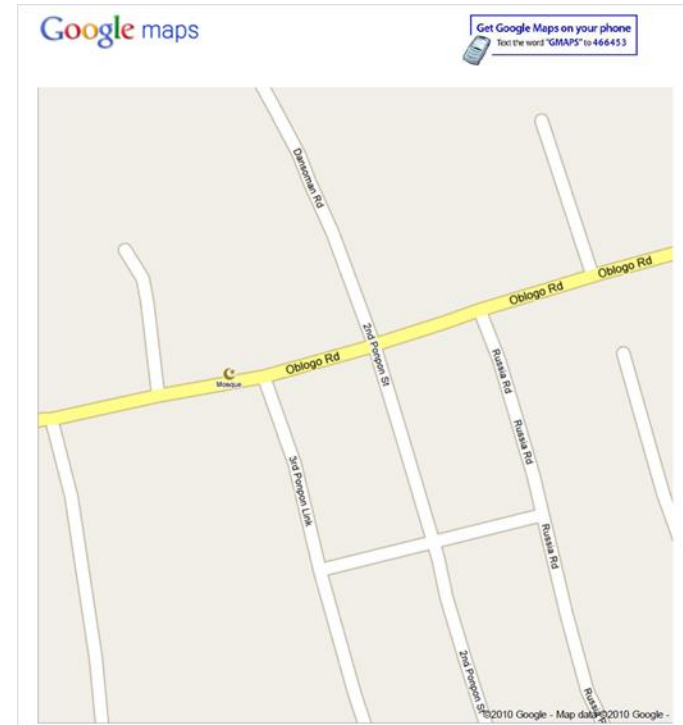 Google maps
Get Google Maps on your phone
Text the word "GMAPS" to 466453
Dansoman Rd
Oblogo Rd
Oblogo Rd
2nd Ponpon St
Oblogo Rd
Russia Rd
Mosque
Russia Rd
3rd Ponpon Link
Russia Rd
2nd Ponpon St
©2010 Google - Map data ©2010 Google -